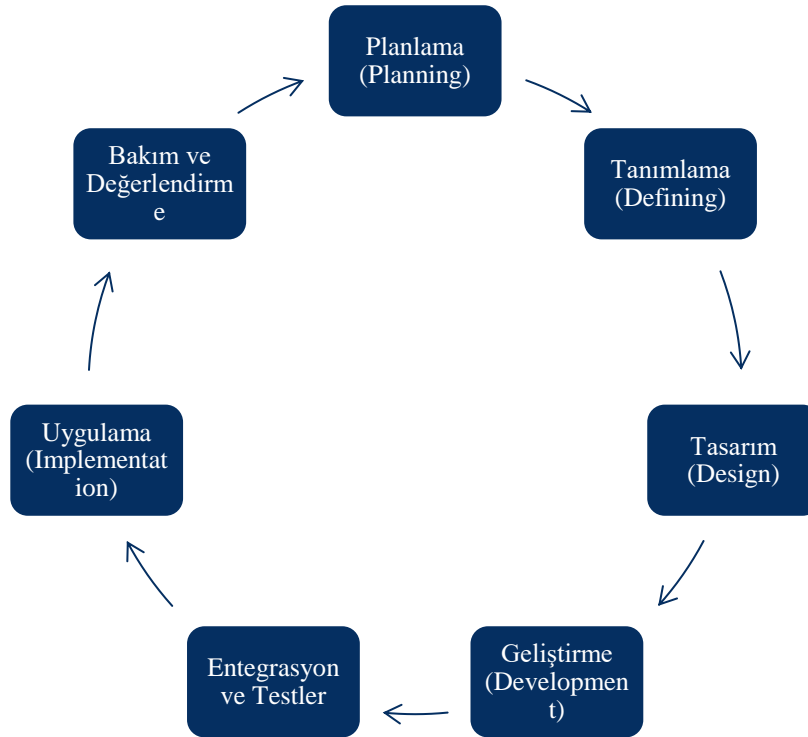 Planlama
(Planning)
Tanımlama
(Defining)
Tasarım
(Design)
Geliştirme
(Developmen
t)
Entegrasyon
ve Testler
Uygulama
(Implementat
ion)
Bakım ve
Değerlendirm
e